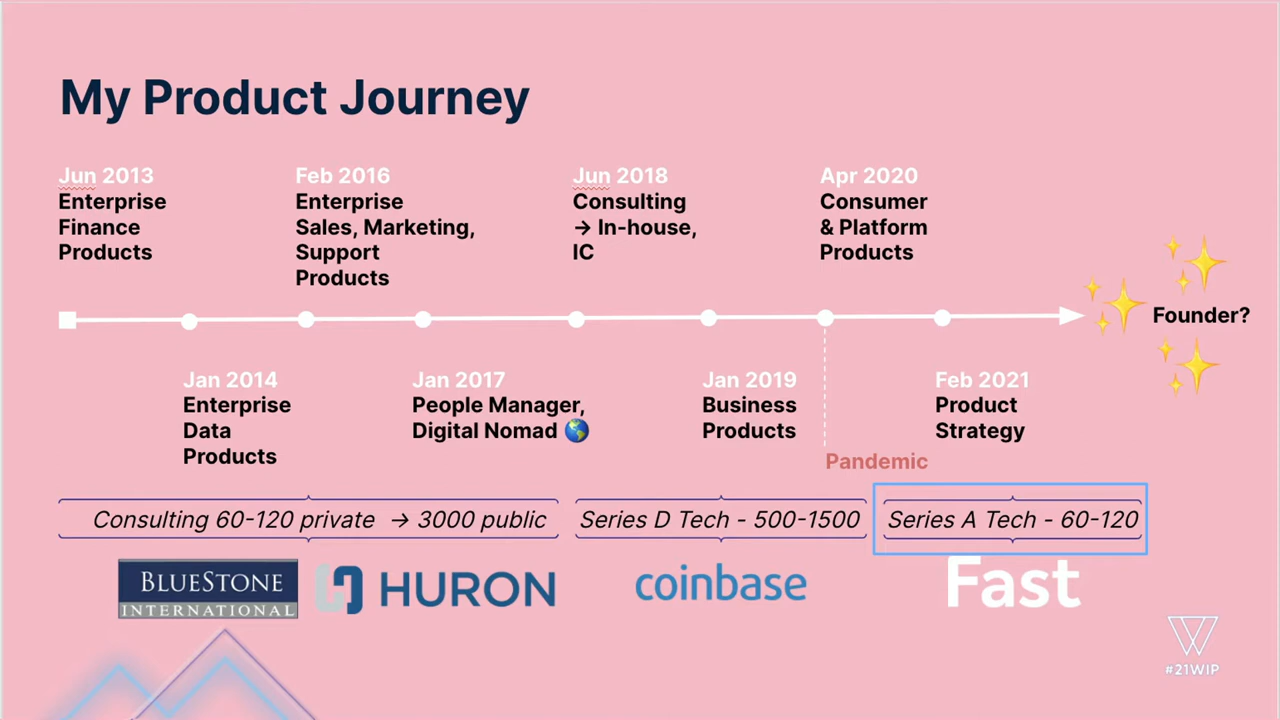 My Product Journey
Jun 2013
Enterprise
Finance
Products
Feb 2016
Enterprise
Sales, Marketing,
Support
Products
Jun 2018
Consulting
→ In-house,
IC
Apr 2020
Consumer
& Platform
Products
Founder?
Jan 2014
Enterprise
Data
Products
Jan 2017
People Manager,
Digital Nomad 🌎
Jan 2019
Business
Products
Pandemic
Feb 2021
Product
Strategy
Consulting 60-120 private → 3000 public
Series D Tech - 500-1500
Series A Tech - 60-120
BLUESTONE
INTERNATIONAL
HURON
coinbase
Fast
#21WIP